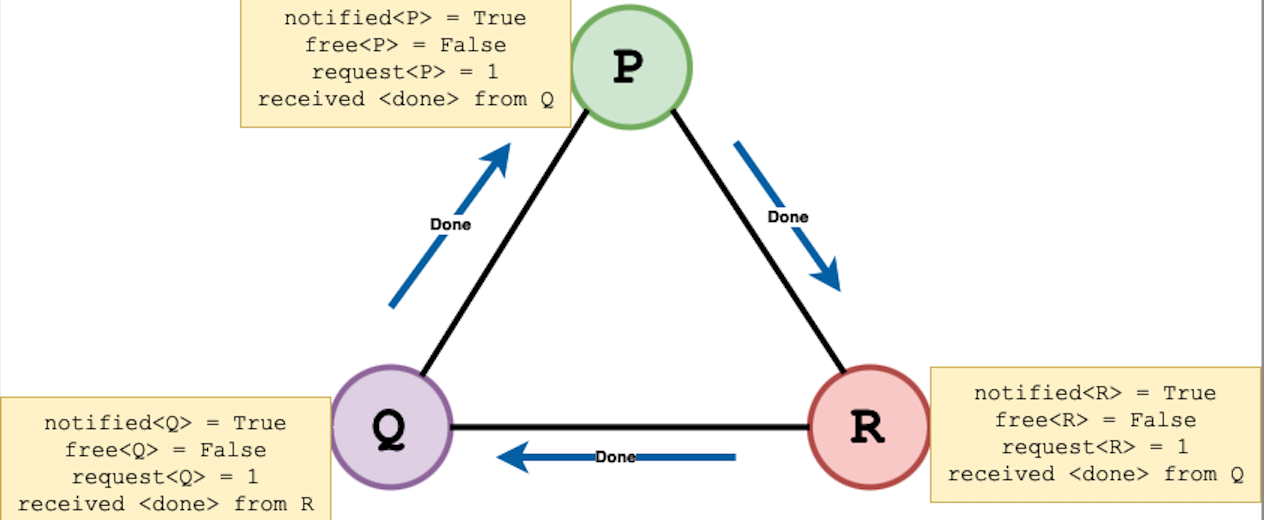 notified<P> = True
free<P> = False
request<P> = 1
received <done> from Q
P
Done
Done
Q
R
Done
notified<Q> = True
free<Q> = False
request<Q> = 1
received <done> from R
notified<R> = True
free<R> = False
request<R> = 1
received <done> from Q